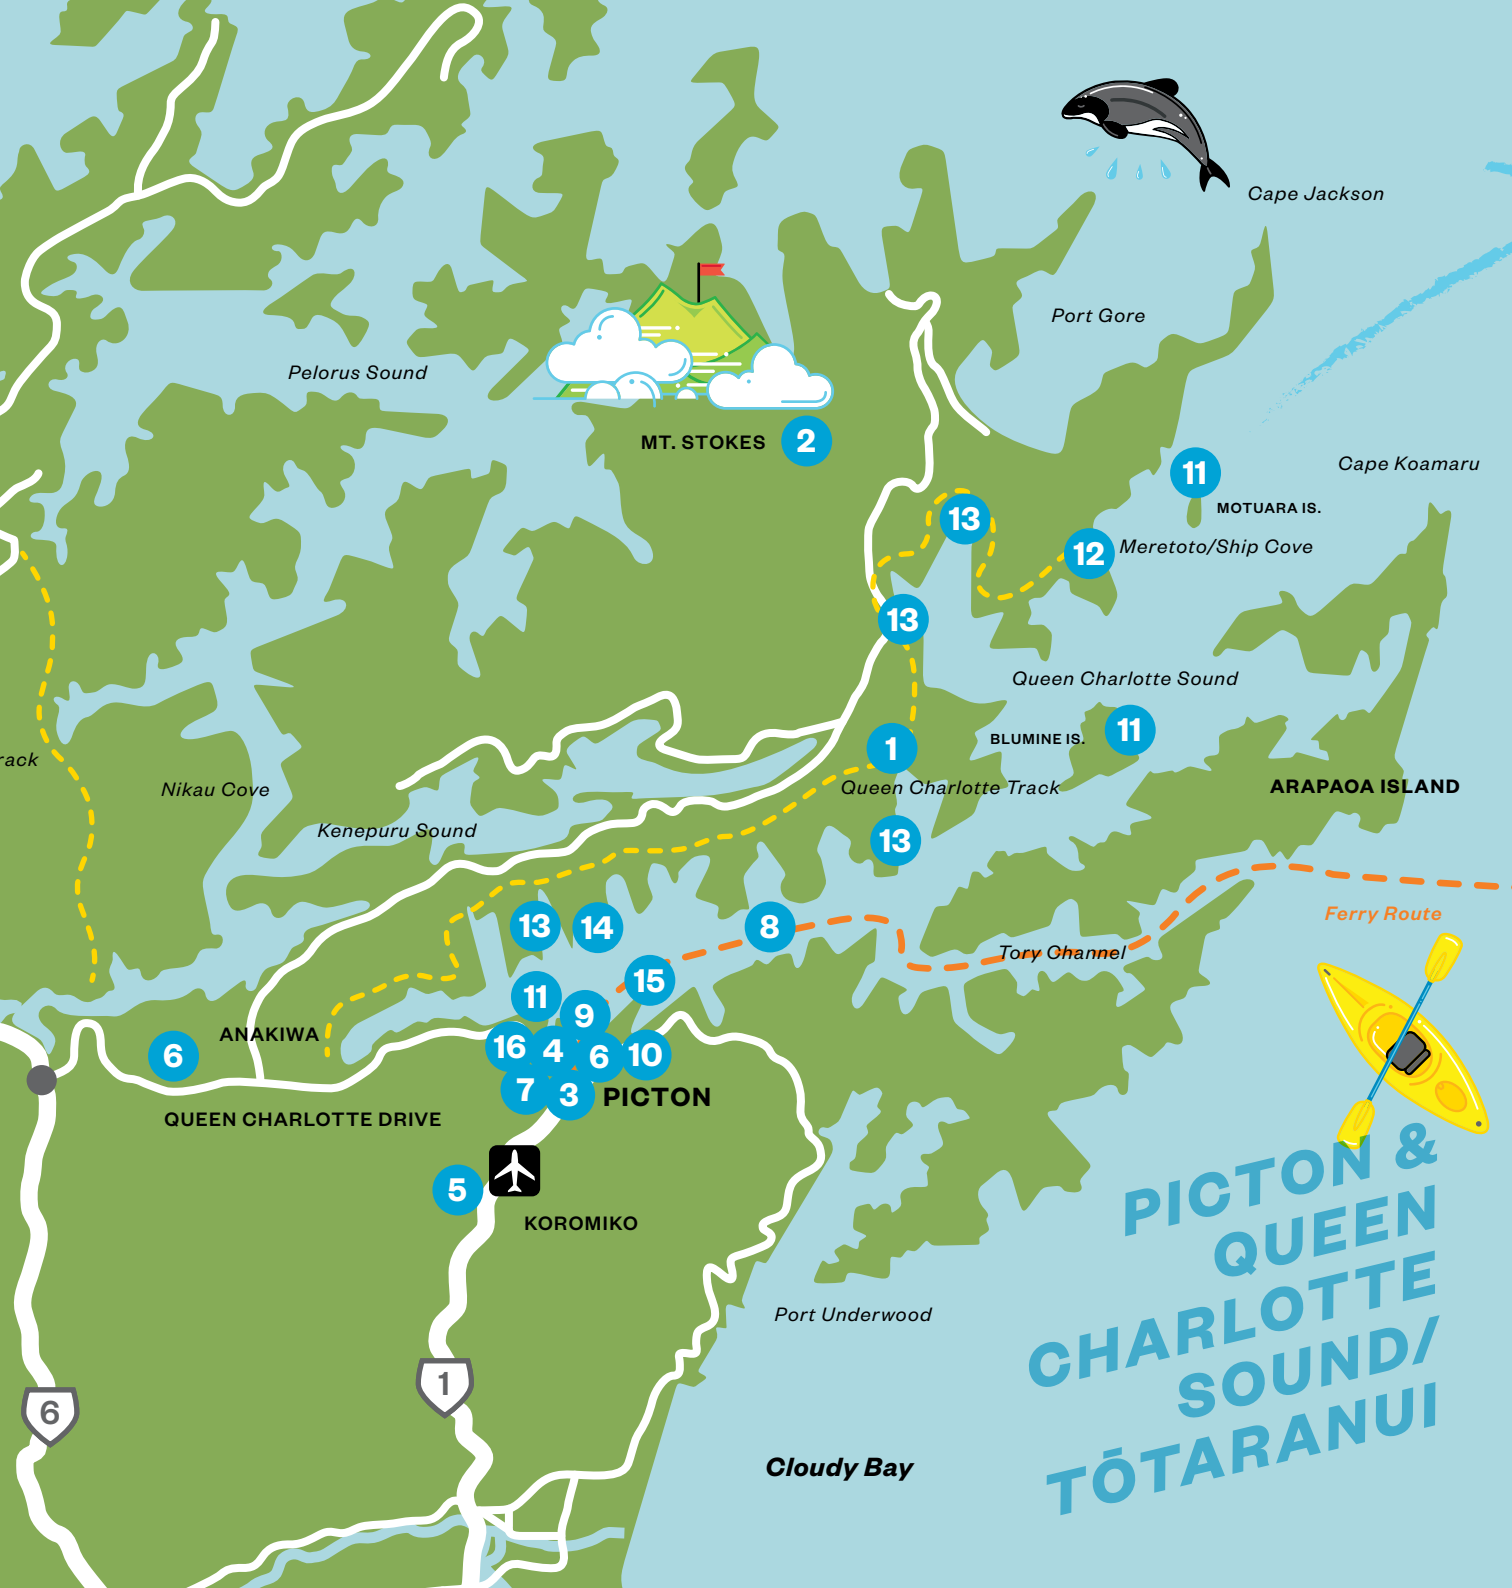 Cape Jackson
Port Gore
Pelorus Sound
MT. STOKES
2
Cape Koamaru
11
MOTUARA IS.
13
12
Meretoto/Ship Cove
13
Queen Charlotte Sound
1
BLUMINE IS.
11
rack
Nikau Cove
Queen Charlotte Track
ARAPAOA ISLAND
Kenepuru Sound
13
Ferry Route
13
14
8
Tory Channel
15
11
9
ANAKIWA
6
16
4
6
10
7
3
PICTON
QUEEN CHARLOTTE DRIVE
5
KOROMIKO
PICTON &
QUEEN
CHARLOTTE
SOUND/
TŌTARANUI
Port Underwood
1
6
Cloudy Bay